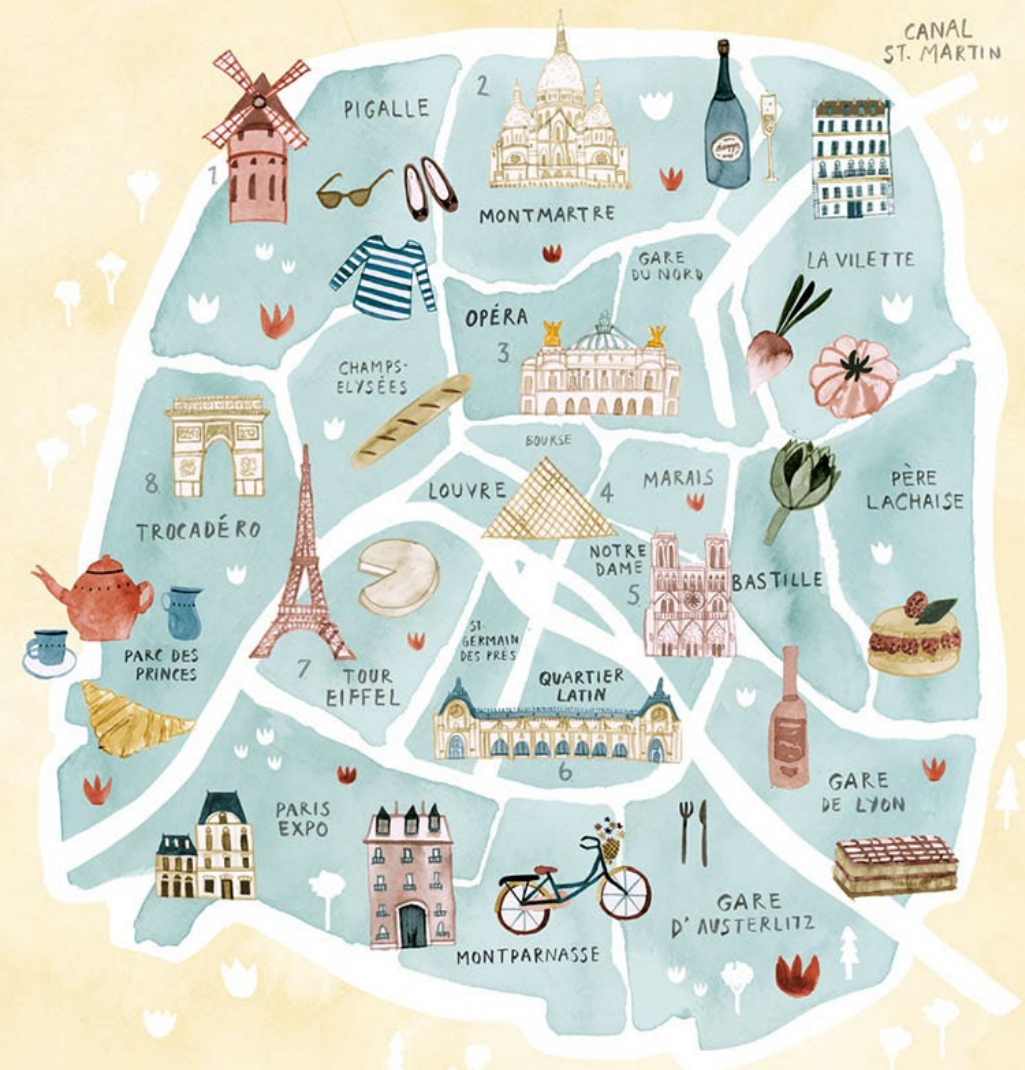 CANAL
ST. MARTIN
2
PIGALLE
1
MONTMARTRE
GARE
DU NORD
LA VILETTE
OPÉRA
3
CHAMPS-
ELYSÉES
BOURSE
LOUVRE
4
MARAIS
PÈRE
LACHAISE
8
TROCADÉRO
NOTRE
DAME
5
BASTILLE
ST.
GERMAIN
DES PRES
PARC DES
PRINCES
7
TOUR
EIFFEL
QUARTIER
LATIN
6
GARE
DE LYON
PARIS
EXPO
GARE
D'AUSTERLITZ
MONTPARNASSE